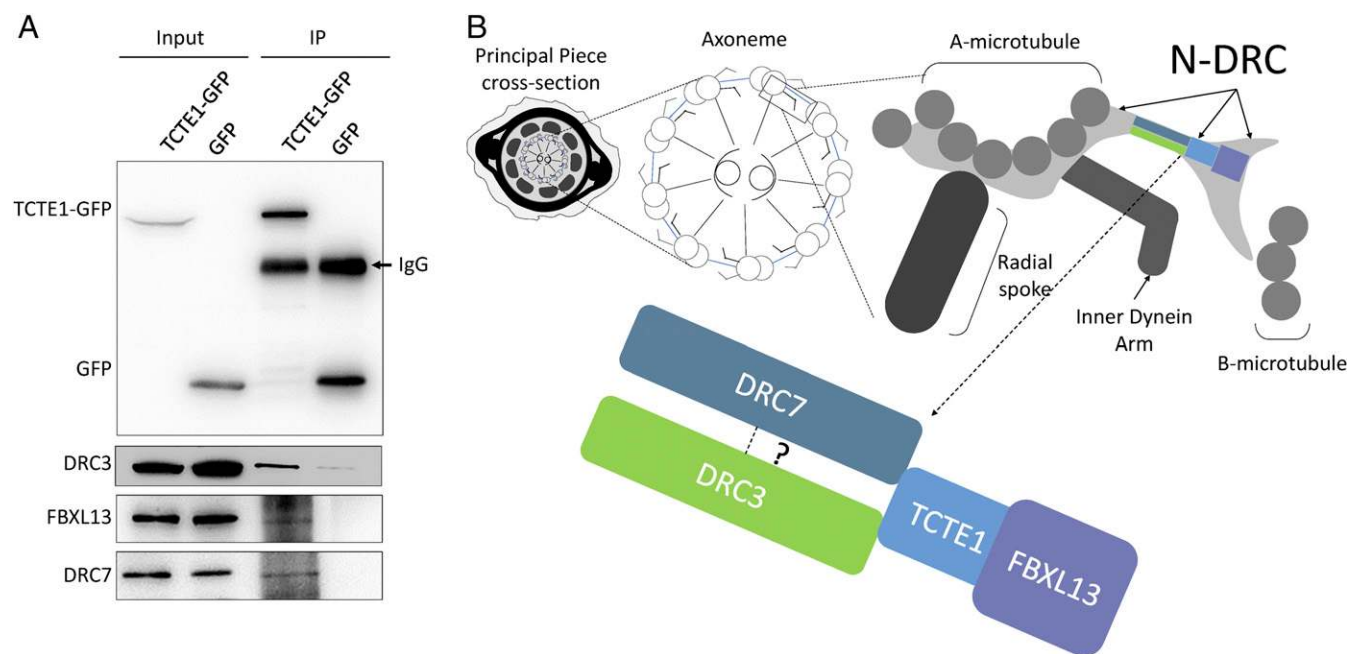 A
Input
IP
TCTE1-GFP
GFP
TCTE1-GFP
GFP
TCTE1-GFP
IgG
GFP
DRC3
FBXL13
DRC7
B
Principal Piece
cross-section
Axoneme
A-microtubule
N-DRC
Radial
spoke
Inner Dynein
Arm
B-microtubule
DRC7
?
DRC3
TCTE1
FBXL13